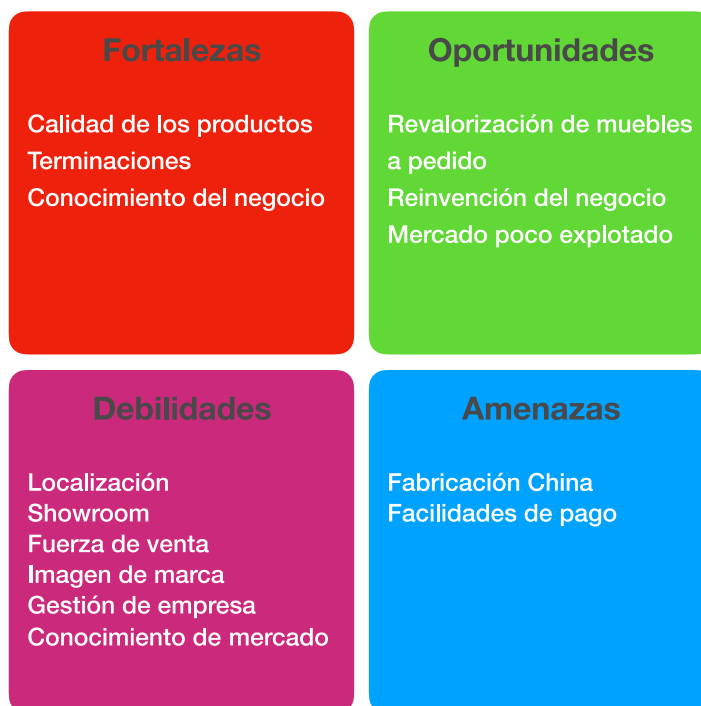 Fortalezas
Calidad de los productos
Terminaciones
Conocimiento del negocio
Oportunidades
Revalorización de muebles
a pedido
Reinvención del negocio
Mercado poco explotado
Debilidades
Localización
Showroom
Fuerza de venta
Imagen de marca
Gestión de empresa
Conocimiento de mercado
Amenazas
Fabricación China
Facilidades de pago